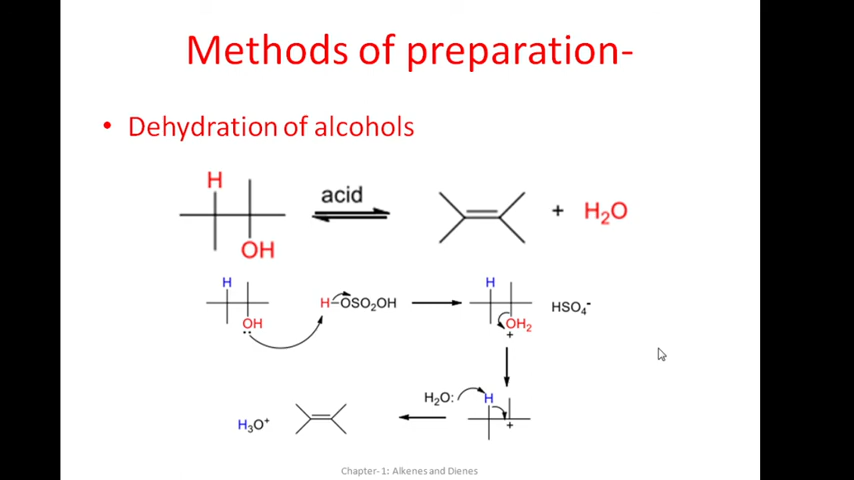 Methods of preparation-
• Dehydration of alcohols
H
acid
+ H₂O
OH
H
H
H–OSO₂OH
HSO₄⁻
OH
OH₂
+
H₂O:
H
H₃O⁺
+
Chapter-1: Alkenes and Dienes